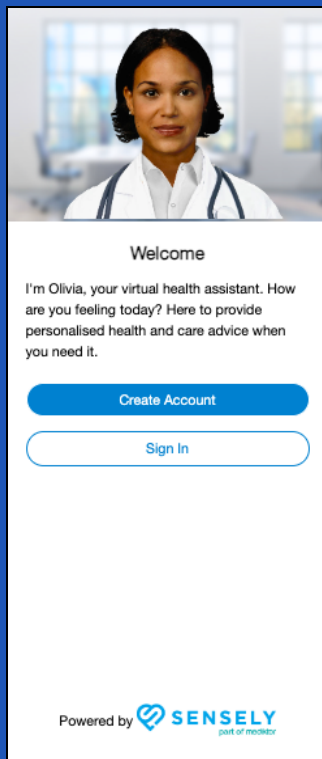 Welcome
I'm Olivia, your virtual health assistant. How
are you feeling today? Here to provide
personalised health and care advice when
you need it.
Create Account
Sign In
Powered by SENSELY
part of mediktor